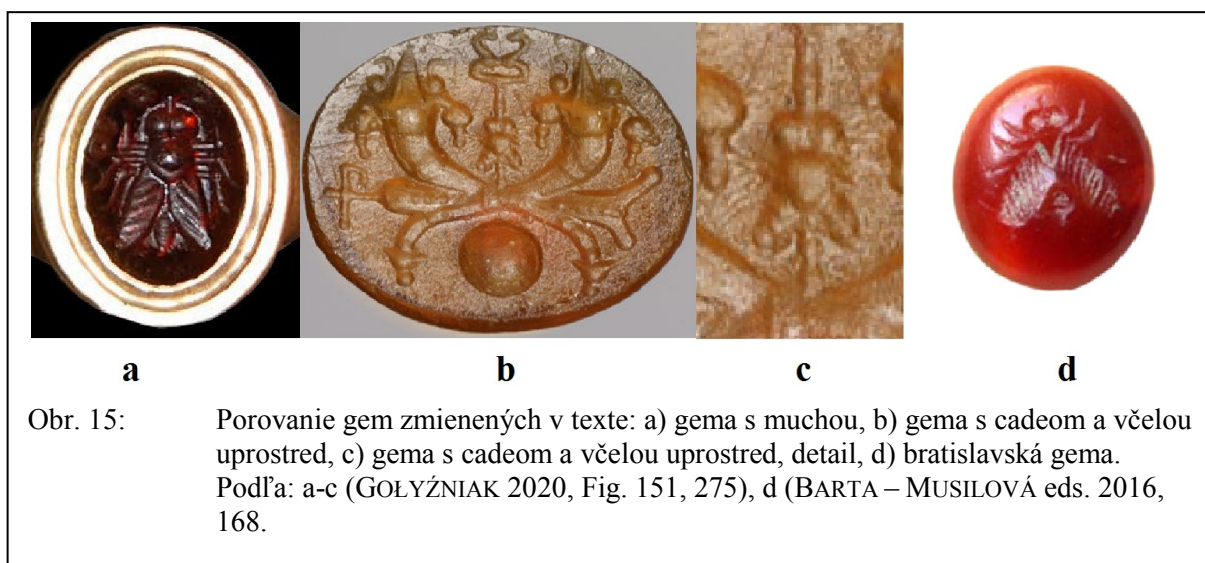 a b c d
Obr. 15: Porovanie gem zmienených v texte: a) gema s muchou, b) gema s cadeom a včelou
uprostred, c) gema s cadeom a včelou uprostred, detail, d) bratislavská gema.
Podľa: a-c (GOŁYŹNIAK 2020, Fig. 151, 275), d (BARTA – MUSILOVÁ eds. 2016,
168.